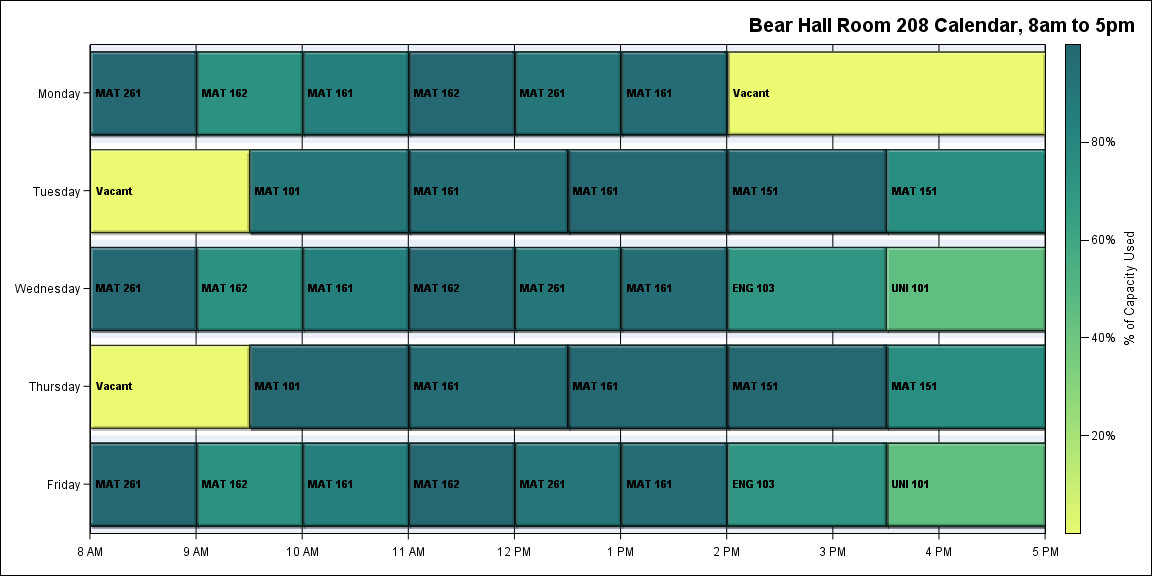 Bear Hall Room 208 Calendar, 8am to 5pm
Monday
MAT 261
MAT 162
MAT 161
MAT 162
MAT 261
MAT 161
Vacant
Tuesday
Vacant
MAT 101
MAT 161
MAT 161
MAT 151
MAT 151
Wednesday
MAT 261
MAT 162
MAT 161
MAT 162
MAT 261
MAT 161
ENG 103
UNI 101
Thursday
Vacant
MAT 101
MAT 161
MAT 161
MAT 151
MAT 151
Friday
MAT 261
MAT 162
MAT 161
MAT 162
MAT 261
MAT 161
ENG 103
UNI 101
8 AM
9 AM
10 AM
11 AM
12 PM
1 PM
2 PM
3 PM
4 PM
5 PM
80%
60%
40%
20%
% of Capacity Used